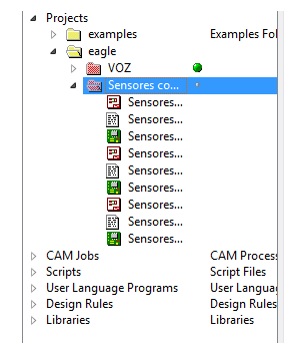 Projects
examples Examples Fol
eagle
VOZ
Sensores co...
Sensores...
Sensores...
Sensores...
Sensores...
Sensores...
Sensores...
Sensores...
Sensores...
Sensores...
CAM Jobs CAM Process
Scripts Script Files
User Language Programs User Languag
Design Rules Design Rules
Libraries Libraries